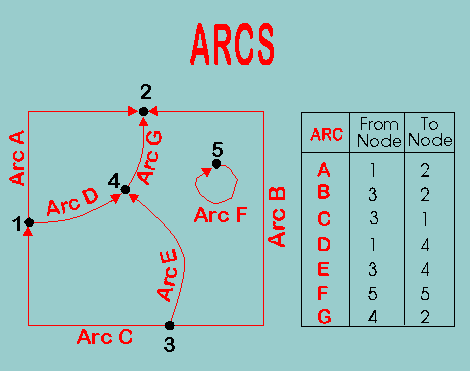 ARCS
2
Arc A
Arc G
5
4
Arc D
Arc F
Arc B
1
Arc E
Arc C
3
ARC From Node To Node
A 1 2
B 3 2
C 3 1
D 1 4
E 3 4
F 5 5
G 4 2